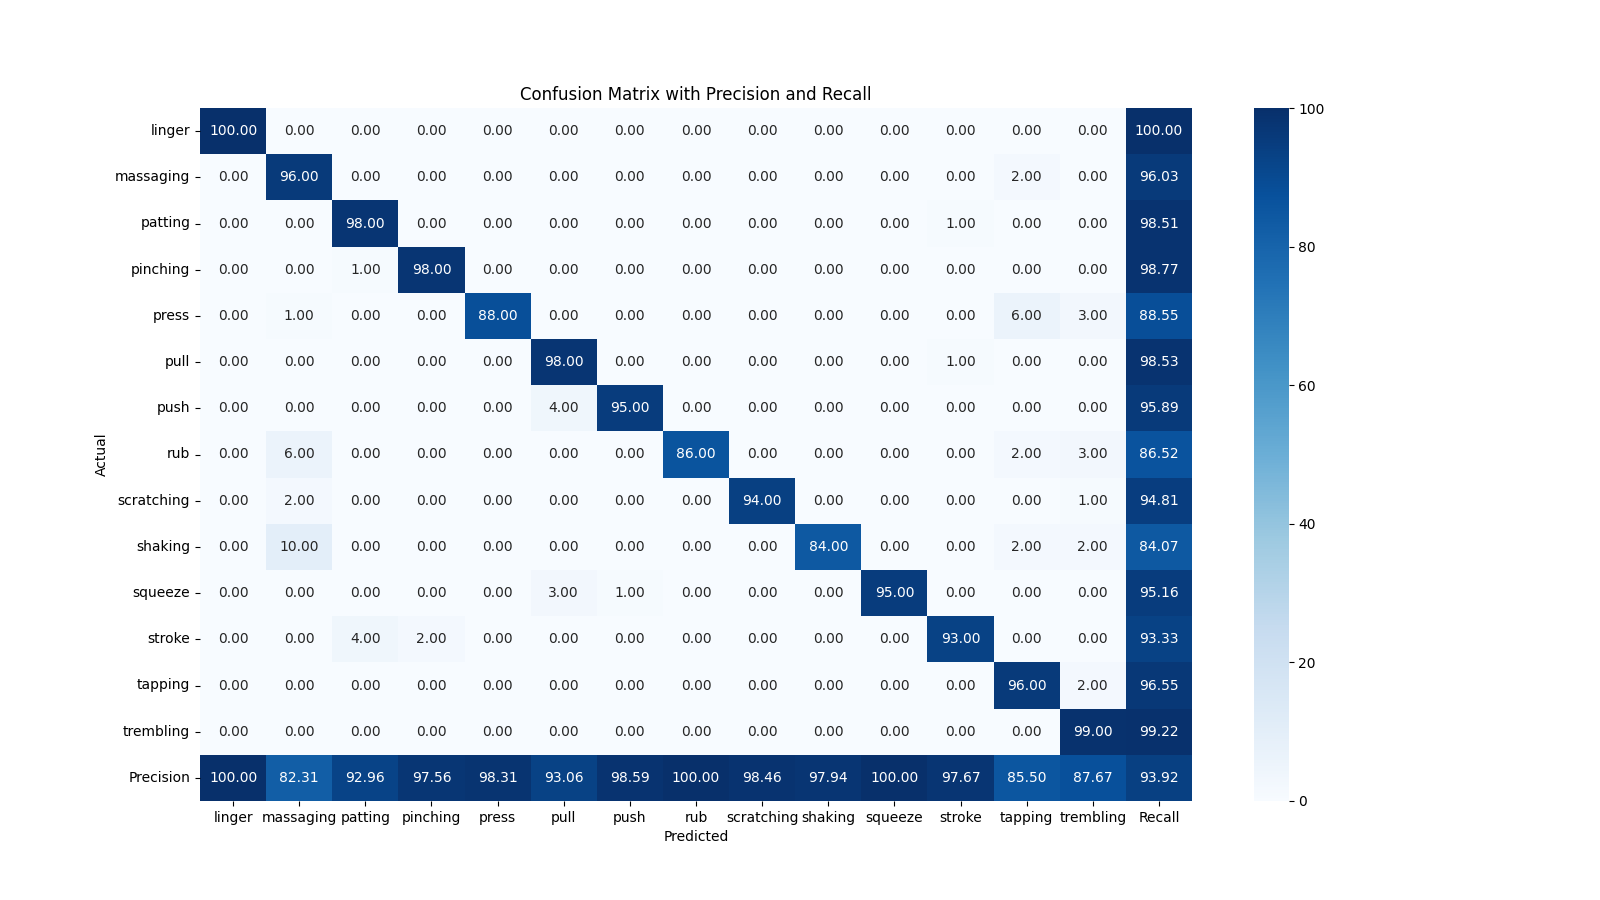 Confusion Matrix with Precision and Recall
linger 100.00 0.00 0.00 0.00 0.00 0.00 0.00 0.00 0.00 0.00 0.00 0.00 0.00 0.00 100.00
massaging 0.00 96.00 0.00 0.00 0.00 0.00 0.00 0.00 0.00 0.00 0.00 0.00 2.00 0.00 96.03
patting 0.00 0.00 98.00 0.00 0.00 0.00 0.00 0.00 0.00 0.00 0.00 1.00 0.00 0.00 98.51
pinching 0.00 0.00 1.00 98.00 0.00 0.00 0.00 0.00 0.00 0.00 0.00 0.00 0.00 0.00 98.77
press 0.00 1.00 0.00 0.00 88.00 0.00 0.00 0.00 0.00 0.00 0.00 0.00 6.00 3.00 88.55
pull 0.00 0.00 0.00 0.00 0.00 98.00 0.00 0.00 0.00 0.00 0.00 1.00 0.00 0.00 98.53
push 0.00 0.00 0.00 0.00 0.00 4.00 95.00 0.00 0.00 0.00 0.00 0.00 0.00 0.00 95.89
rub 0.00 6.00 0.00 0.00 0.00 0.00 0.00 86.00 0.00 0.00 0.00 0.00 2.00 3.00 86.52
scratching 0.00 2.00 0.00 0.00 0.00 0.00 0.00 0.00 94.00 0.00 0.00 0.00 0.00 1.00 94.81
shaking 0.00 10.00 0.00 0.00 0.00 0.00 0.00 0.00 0.00 84.00 0.00 0.00 2.00 2.00 84.07
squeeze 0.00 0.00 0.00 0.00 0.00 3.00 1.00 0.00 0.00 0.00 95.00 0.00 0.00 0.00 95.16
stroke 0.00 0.00 4.00 2.00 0.00 0.00 0.00 0.00 0.00 0.00 0.00 93.00 0.00 0.00 93.33
tapping 0.00 0.00 0.00 0.00 0.00 0.00 0.00 0.00 0.00 0.00 0.00 0.00 96.00 2.00 96.55
trembling 0.00 0.00 0.00 0.00 0.00 0.00 0.00 0.00 0.00 0.00 0.00 0.00 0.00 99.00 99.22
Precision 100.00 82.31 92.96 97.56 98.31 93.06 98.59 100.00 98.46 97.94 100.00 97.67 85.50 87.67 93.92
linger massaging patting pinching press pull push rub scratching shaking squeeze stroke tapping trembling Recall
Predicted
Actual
100
80
60
40
20
0